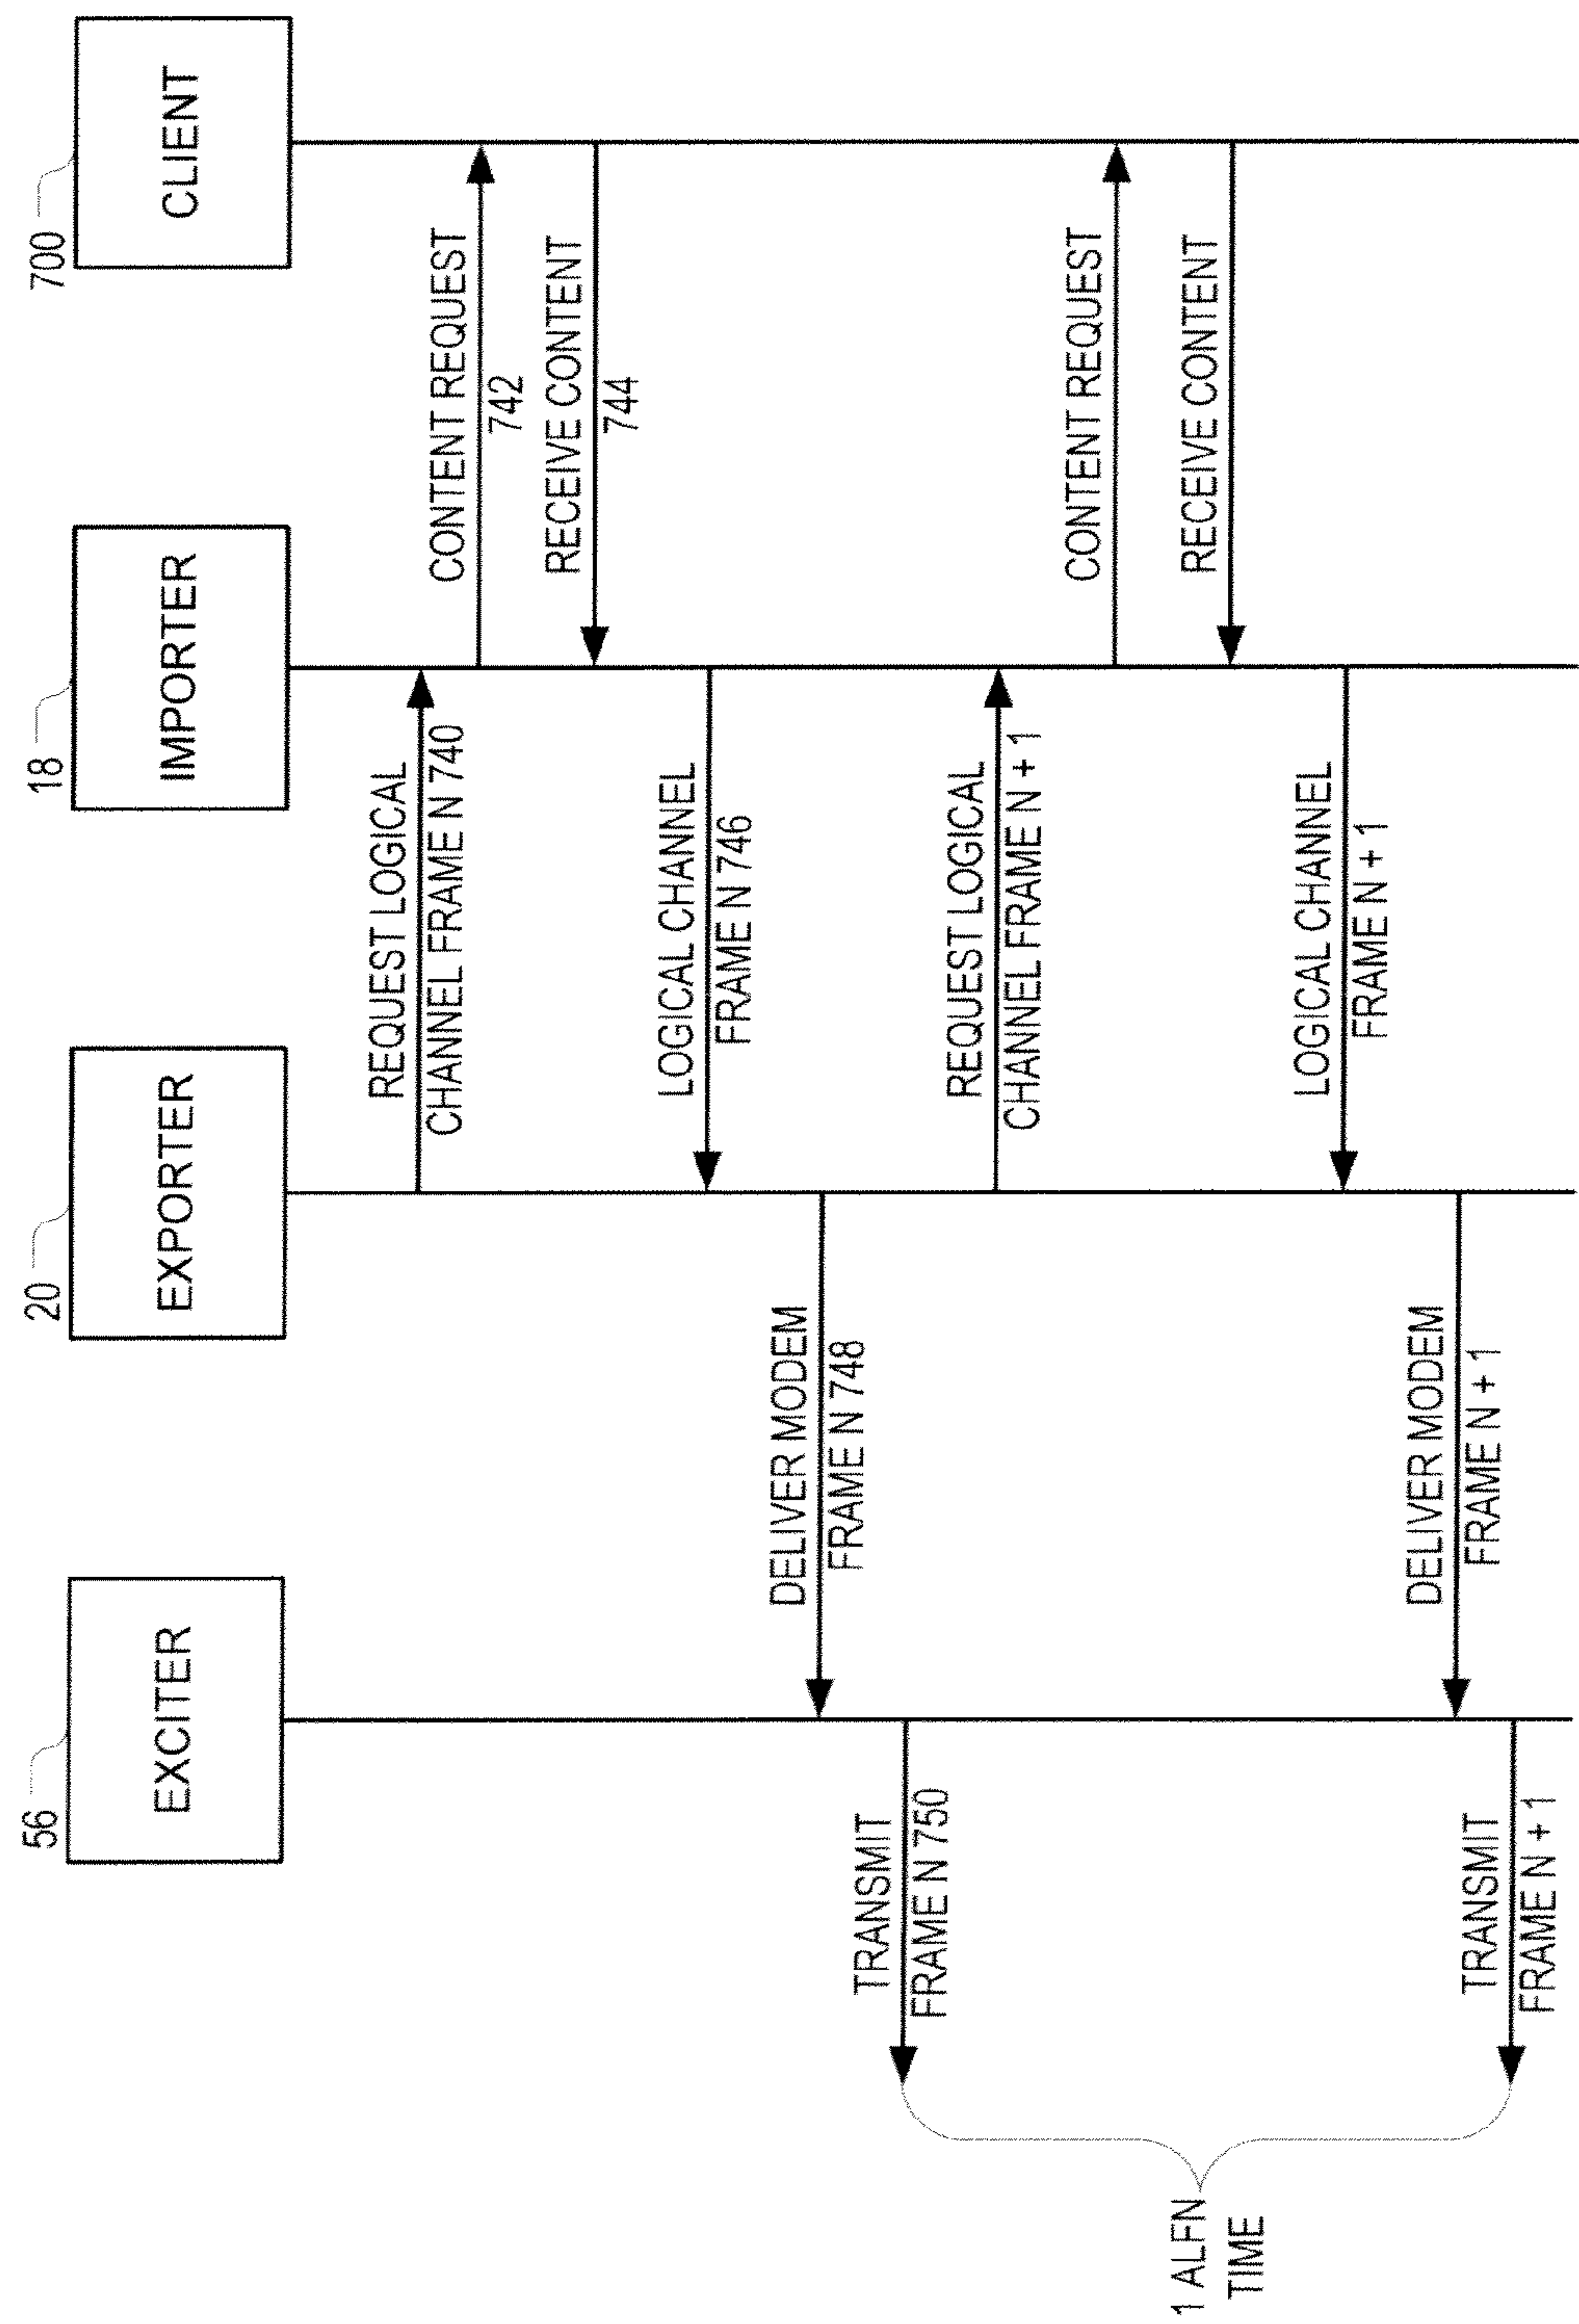 56
EXCITER
20
EXPORTER
18
IMPORTER
700
CLIENT
REQUEST LOGICAL
CHANNEL FRAME N 740
CONTENT REQUEST
742
RECEIVE CONTENT
744
LOGICAL CHANNEL
FRAME N 746
DELIVER MODEM
FRAME N 748
TRANSMIT
FRAME N 750
REQUEST LOGICAL
CHANNEL FRAME N + 1
CONTENT REQUEST
RECEIVE CONTENT
LOGICAL CHANNEL
FRAME N + 1
DELIVER MODEM
FRAME N + 1
TRANSMIT
FRAME N + 1
1 ALFN
TIME